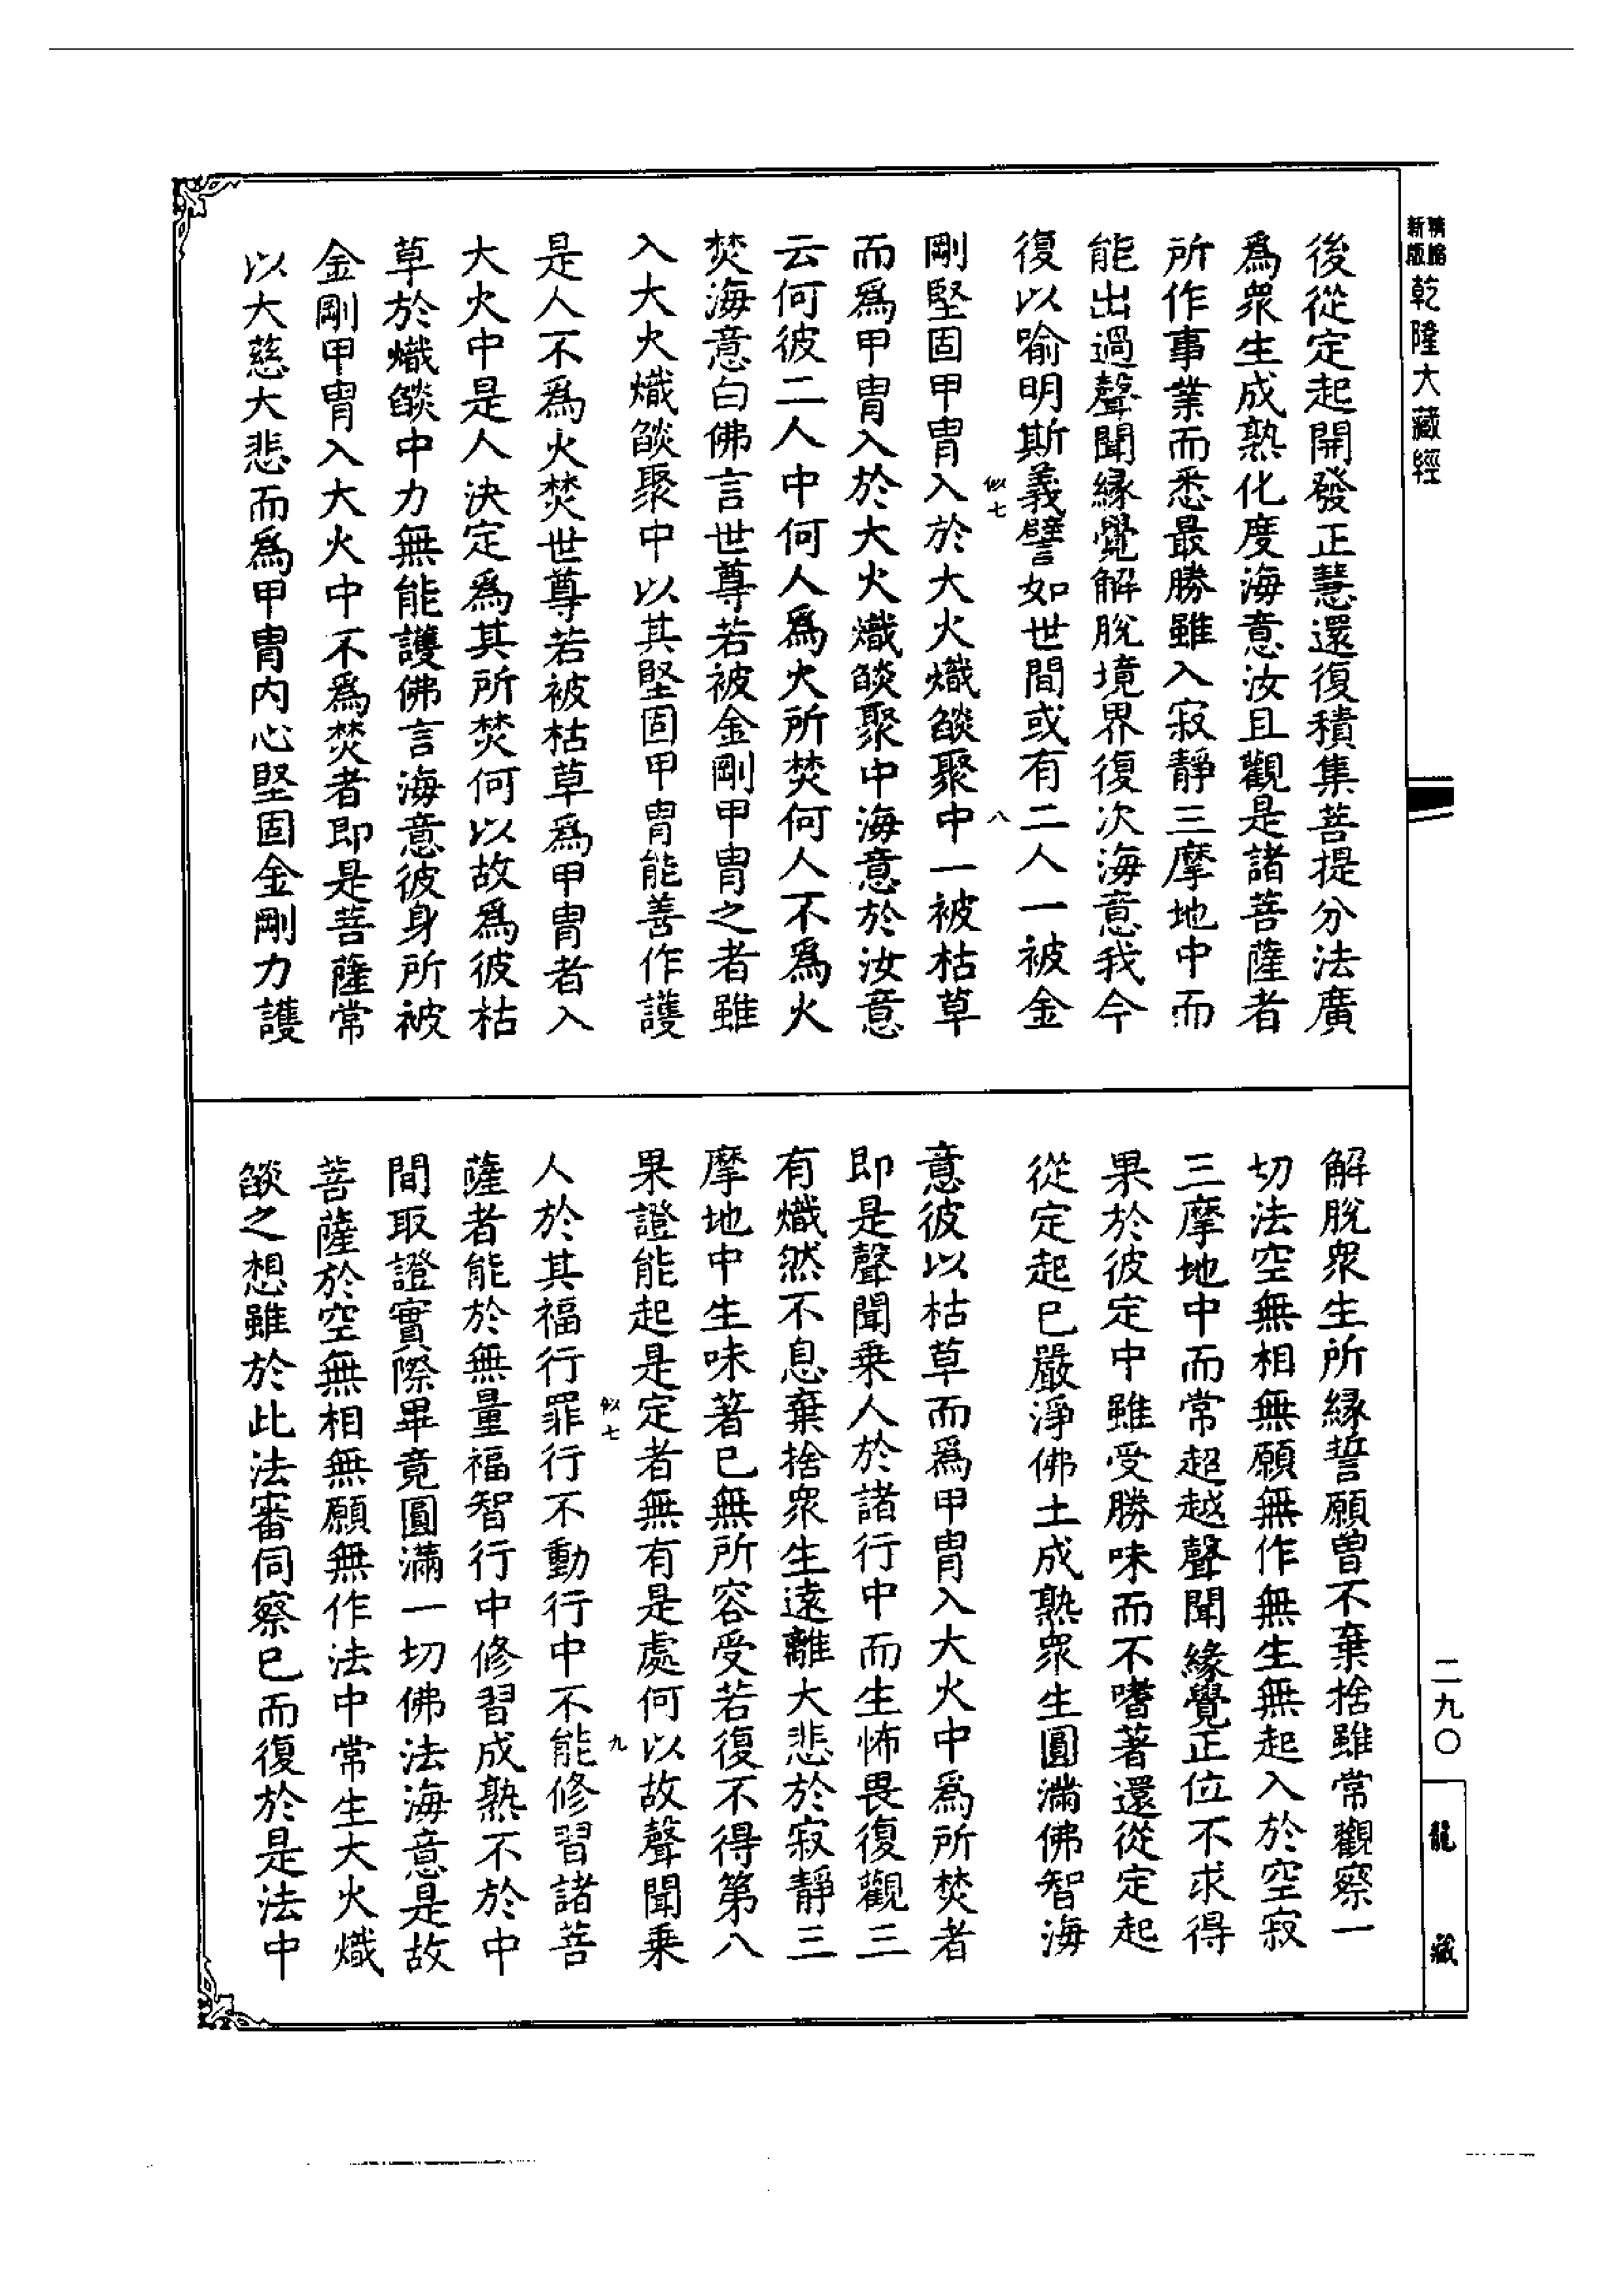 新版
精縮
乾隆大藏經
後從定起開發正慧還復積集菩提分法廣
爲衆生成熟化度海意汝且觀是諸菩薩者
所作事業而悉最勝雖入寂靜三摩地中而
能出過聲聞緣覺解脫境界復次海意我今
復以喻明斯義譬如世間或有二人一被金
似七
八
剛堅固甲冑入於大火熾燄聚中一被枯草
而爲甲冑入於大火熾燄聚中海意於汝意
云何彼二人中何人爲火所焚何人不爲火
焚海意白佛言世尊若被金剛甲冑之者雖
入大火熾燄聚中以其堅固甲冑能善作護
是人不爲火焚世尊若被枯草爲甲冑者入
大火中是人決定爲其所焚何以故爲彼枯
草於熾燄中力無能護佛言海意彼身所被
金剛甲冑入大火中不爲焚者即是菩薩常
以大慈大悲而爲甲冑内心堅固金剛力護
解脫衆生所緣誓願曾不棄捨雖常觀察一
切法空無相無願無作無生無起入於空寂
三摩地中而常超越聲聞緣覺正位不求得
果於彼定中雖受勝味而不嗜著還從定起
從定起已嚴淨佛土成熟衆生圓滿佛智海
意彼以枯草而爲甲冑入大火中爲所焚者
即是聲聞乘人於諸行中而生怖畏復觀三
有熾然不息棄捨衆生遠離大悲於寂靜三
摩地中生味著已無所容受若復不得第八
果證能起是定者無有是處何以故聲聞乘
似七
九
人於其福行罪行不動行中不能修習諸菩
薩者能於無量福智行中修習成熟不於中
間取證實際畢竟圓滿一切佛法海意是故
菩薩於空無相無願無作法中常生大火熾
燄之想雖於此法審伺察已而復於是法中
二九〇
龍藏